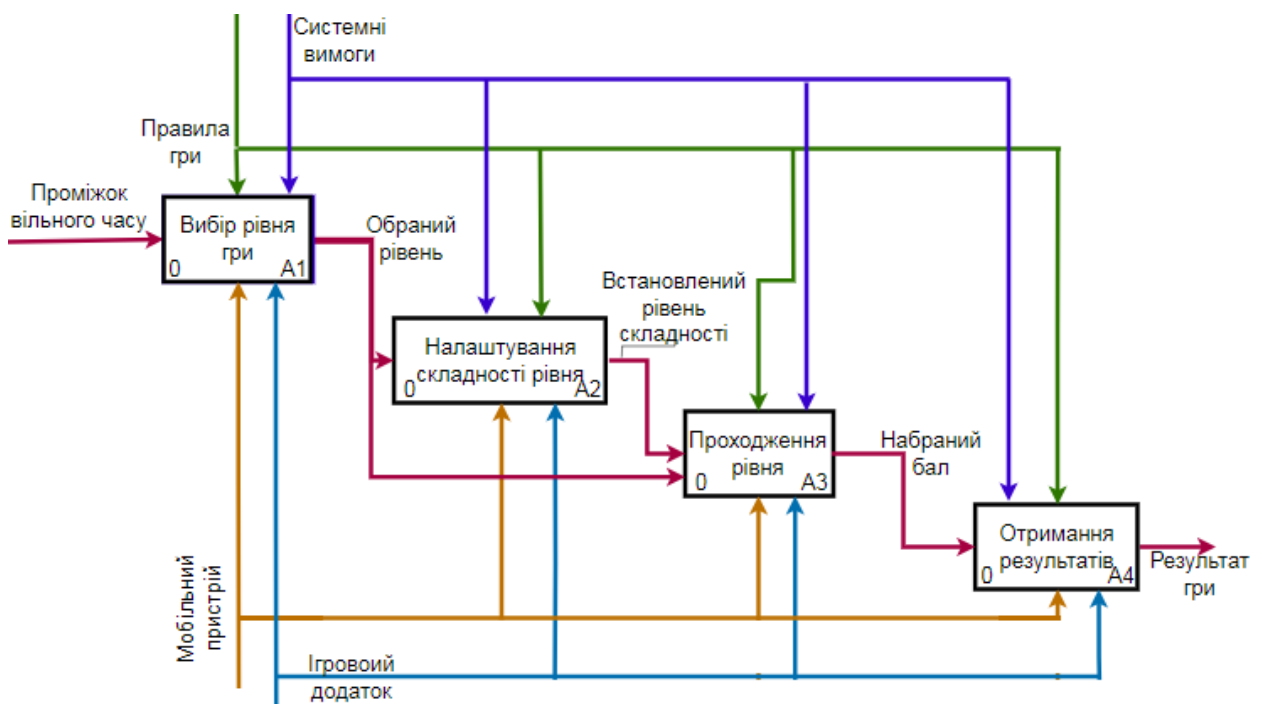 Системні
вимоги
Правила
гри
Проміжок
вільного часу
Вибір рівня
гри
0
A1
Обраний
рівень
Встановлений
рівень
складності
Налаштування
складності рівня
0
A2
Проходження
рівня
0
A3
Набраний
бал
Отримання
результатів
0
A4
Результат
гри
Мобільний
пристрій
Ігровоий
додаток